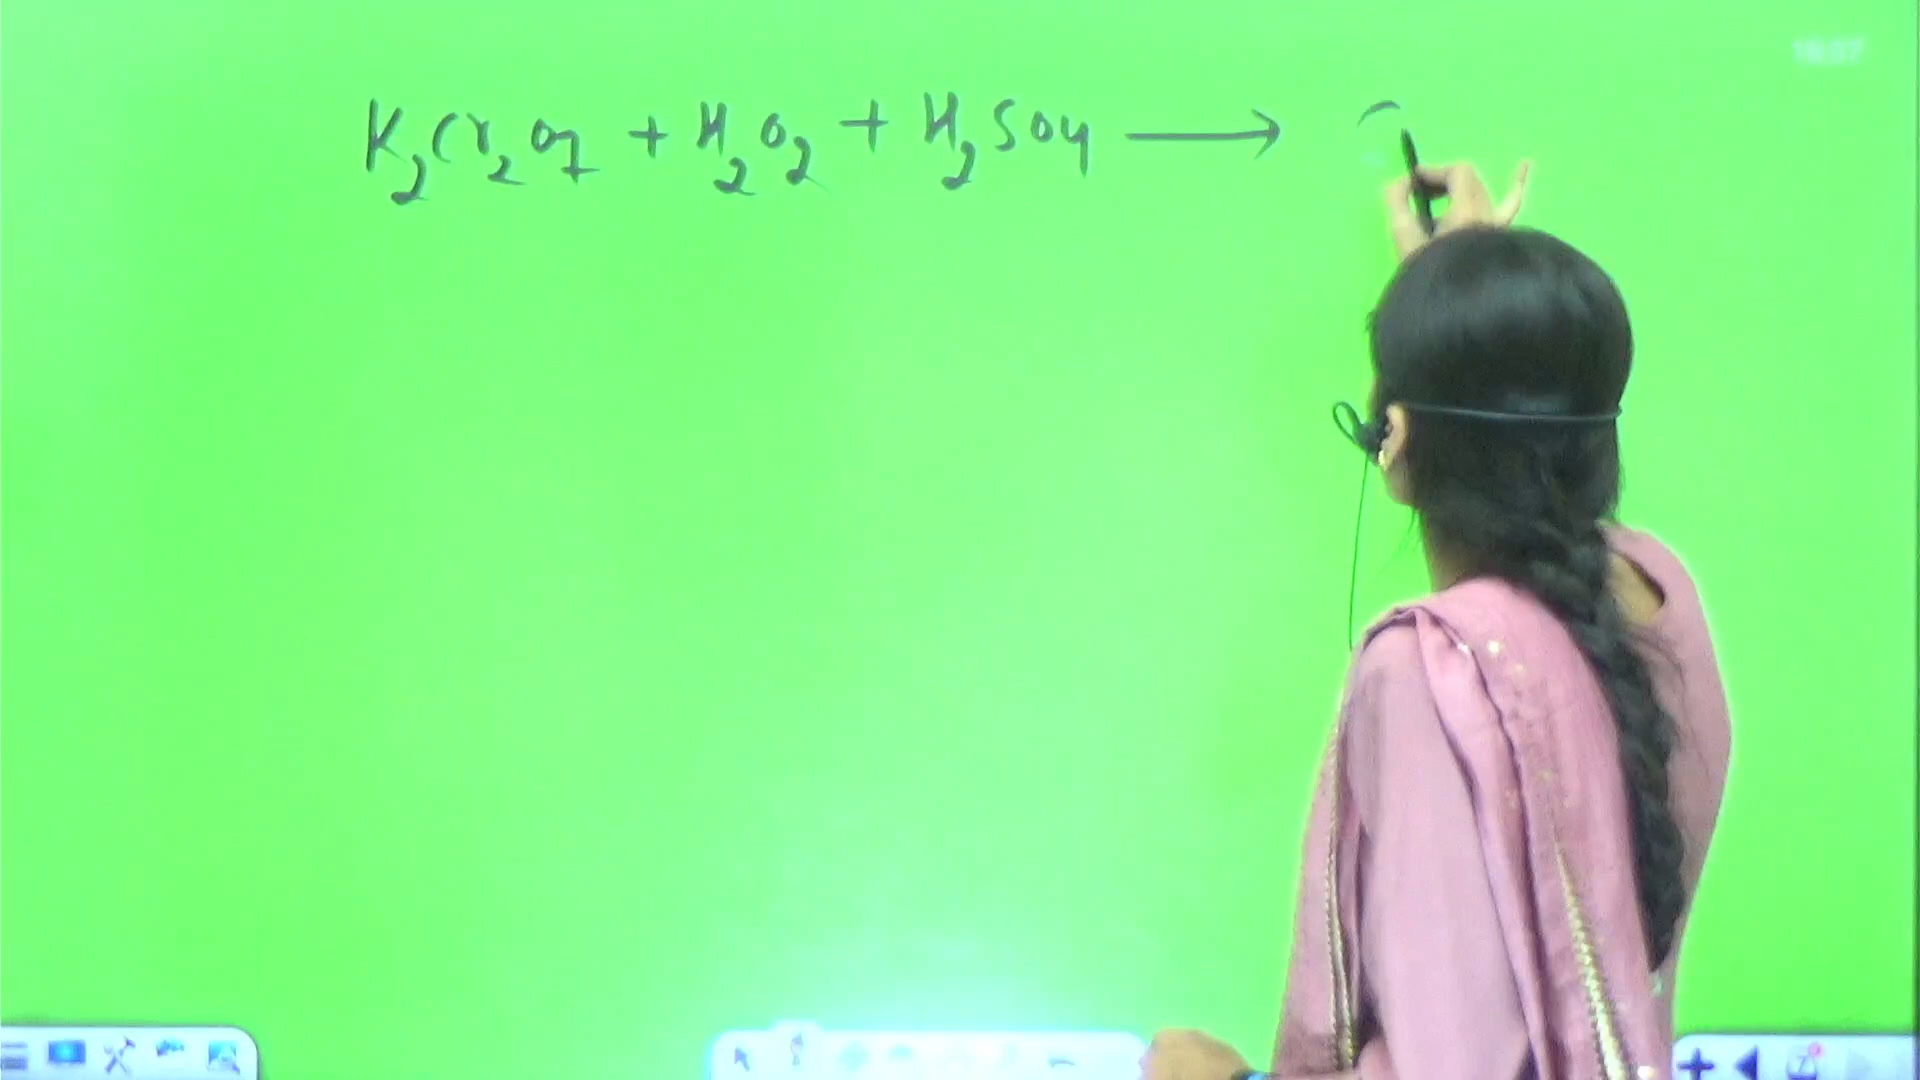 K₂Cr₂O₇ + H₂O₂ + H₂SO₄ ⟶